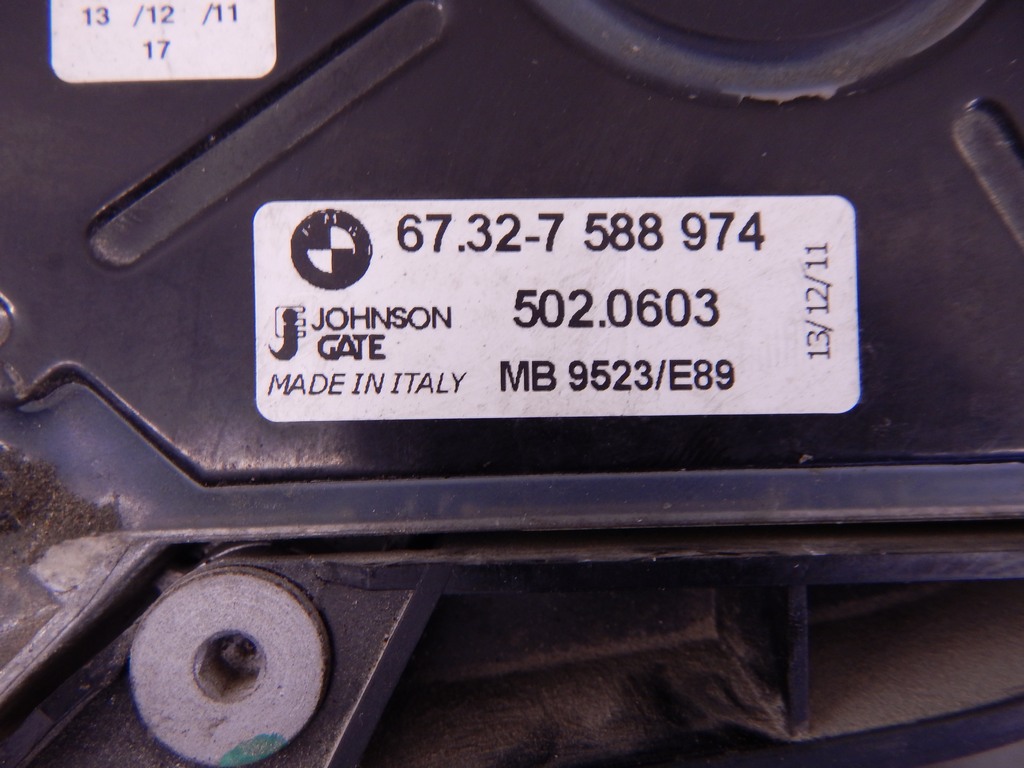 13 /12 /11
17
67.32-7 588 974
502.0603
JOHNSON
GATE
MADE IN ITALY
MB 9523/E89
13/12/11